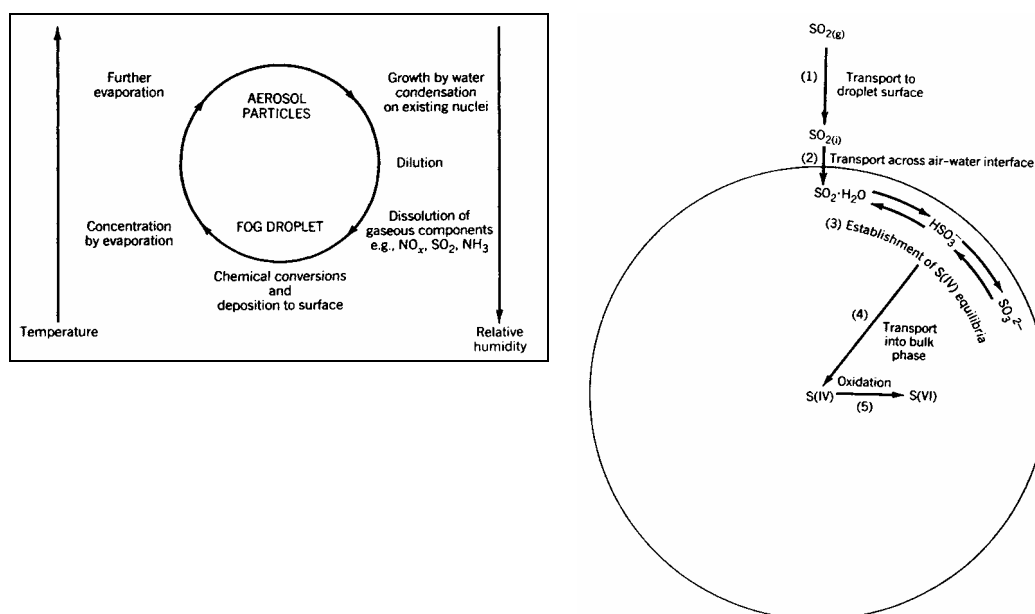 Further
evaporation
AEROSOL
PARTICLES
Growth by water
condensation
on existing nuclei
Dilution
Concentration
by evaporation
FOG DROPLET
Dissolution of
gaseous components
e.g., NOₓ, SO₂, NH₃
Chemical conversions
and
deposition to surface
Temperature
Relative
humidity
SO₂(g)
(1)
Transport to
droplet surface
SO₂(i)
(2) Transport across air-water interface
SO₂·H₂O
HSO₃⁻
SO₃²⁻
(3) Establishment of S(IV) equilibria
(4)
Transport
into bulk
phase
Oxidation
S(IV)
S(VI)
(5)